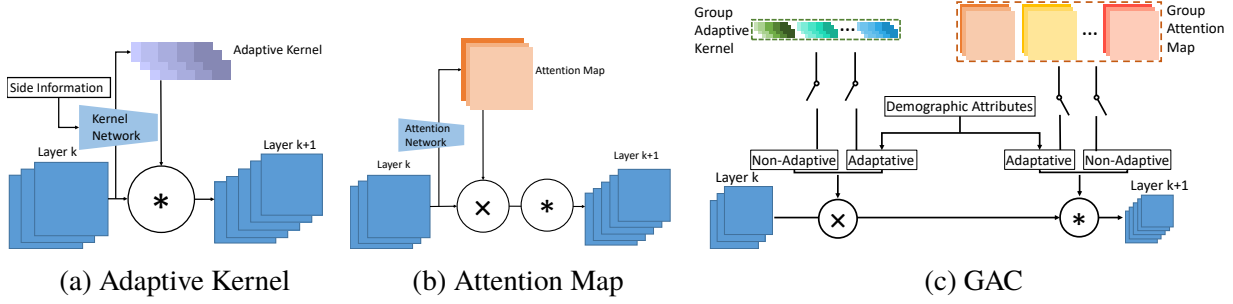 Adaptive Kernel
Side Information
Kernel
Network
Layer k
Layer k+1
*
(a) Adaptive Kernel
Attention Map
Attention
Network
Layer k
Layer k+1
×
*
(b) Attention Map
Group
Adaptive
Kernel
...
Group
Attention
Map
...
Demographic Attributes
Non-Adaptive
Adaptative
Adaptative
Non-Adaptive
Layer k
Layer k+1
×
*
(c) GAC